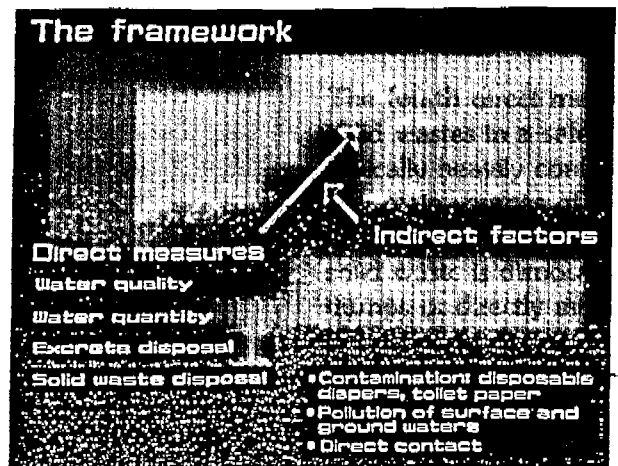 The framework
Direct measures
Indirect factors
Water quality
Water quantity
Excreta disposal
Solid waste disposal
• Contamination: disposable
diapers, toilet paper
• Pollution of surface and
ground waters
• Direct contact